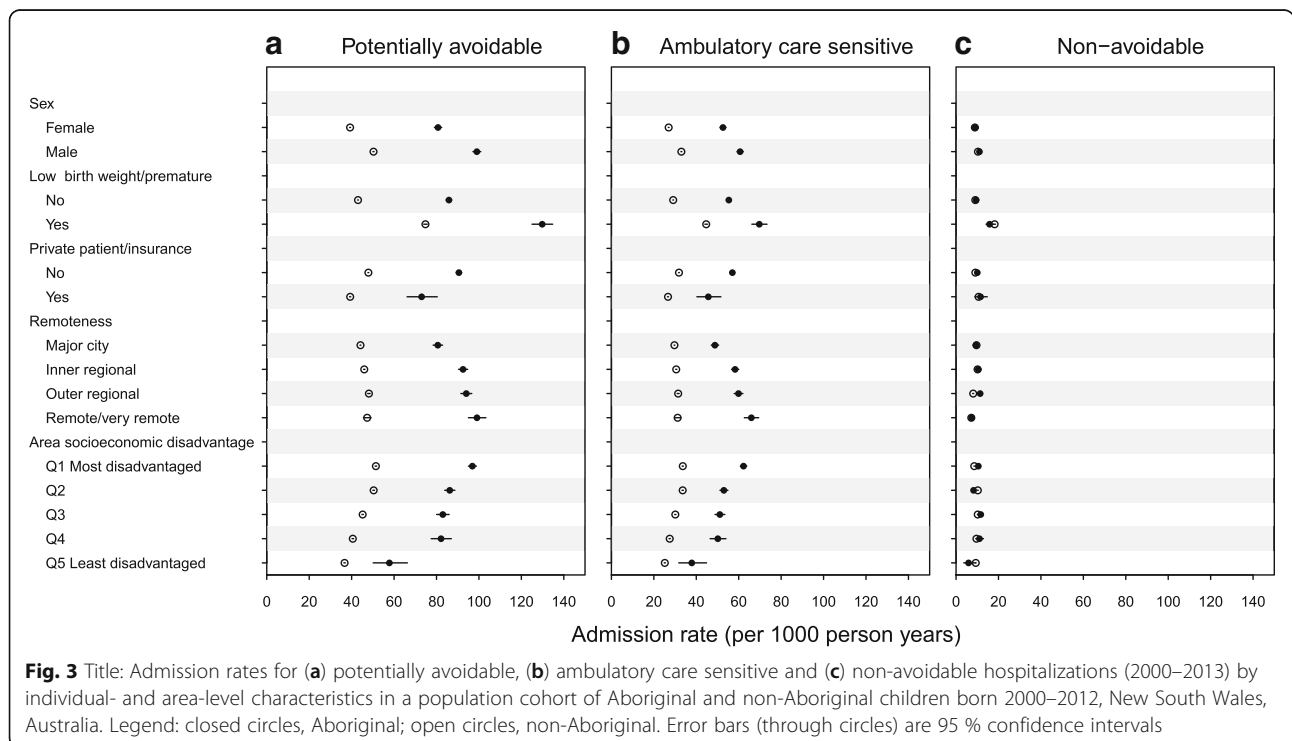 a Potentially avoidable b Ambulatory care sensitive c Non−avoidable
Sex
Female
Male
Low birth weight/premature
No
Yes
Private patient/insurance
No
Yes
Remoteness
Major city
Inner regional
Outer regional
Remote/very remote
Area socioeconomic disadvantage
Q1 Most disadvantaged
Q2
Q3
Q4
Q5 Least disadvantaged
0 20 40 60 80 100 120 140 0 20 40 60 80 100 120 140 0 20 40 60 80 100 120 140
Admission rate (per 1000 person years)
Fig. 3 Title: Admission rates for (a) potentially avoidable, (b) ambulatory care sensitive and (c) non-avoidable hospitalizations (2000–2013) by
individual- and area-level characteristics in a population cohort of Aboriginal and non-Aboriginal children born 2000–2012, New South Wales,
Australia. Legend: closed circles, Aboriginal; open circles, non-Aboriginal. Error bars (through circles) are 95 % confidence intervals